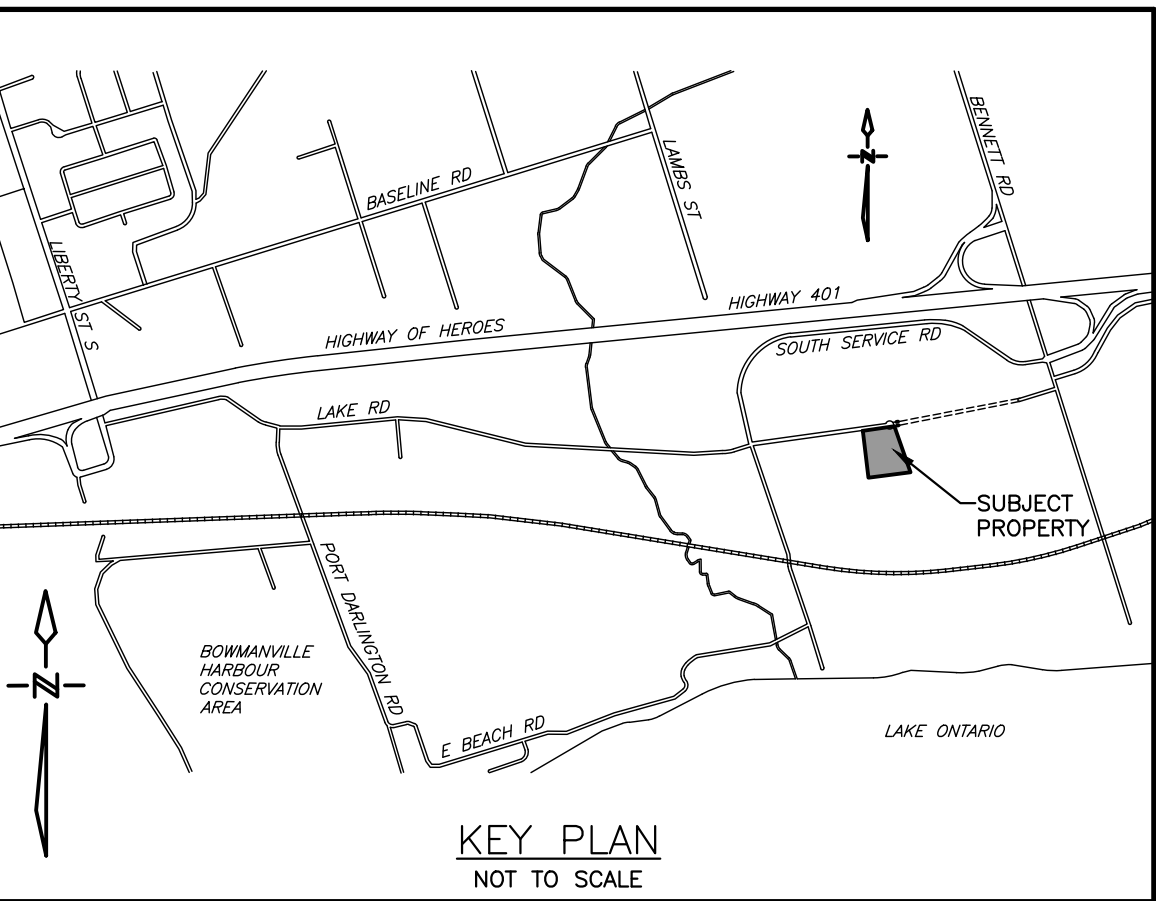 BENNETT RD
LAMBS ST
N
BASELINE RD
LIBERTY ST S
HIGHWAY 401
HIGHWAY OF HEROES
SOUTH SERVICE RD
LAKE RD
SUBJECT
PROPERTY
PORT DARLINGTON RD
BOWMANVILLE
HARBOUR
CONSERVATION
AREA
N
E BEACH RD
LAKE ONTARIO
KEY PLAN
NOT TO SCALE